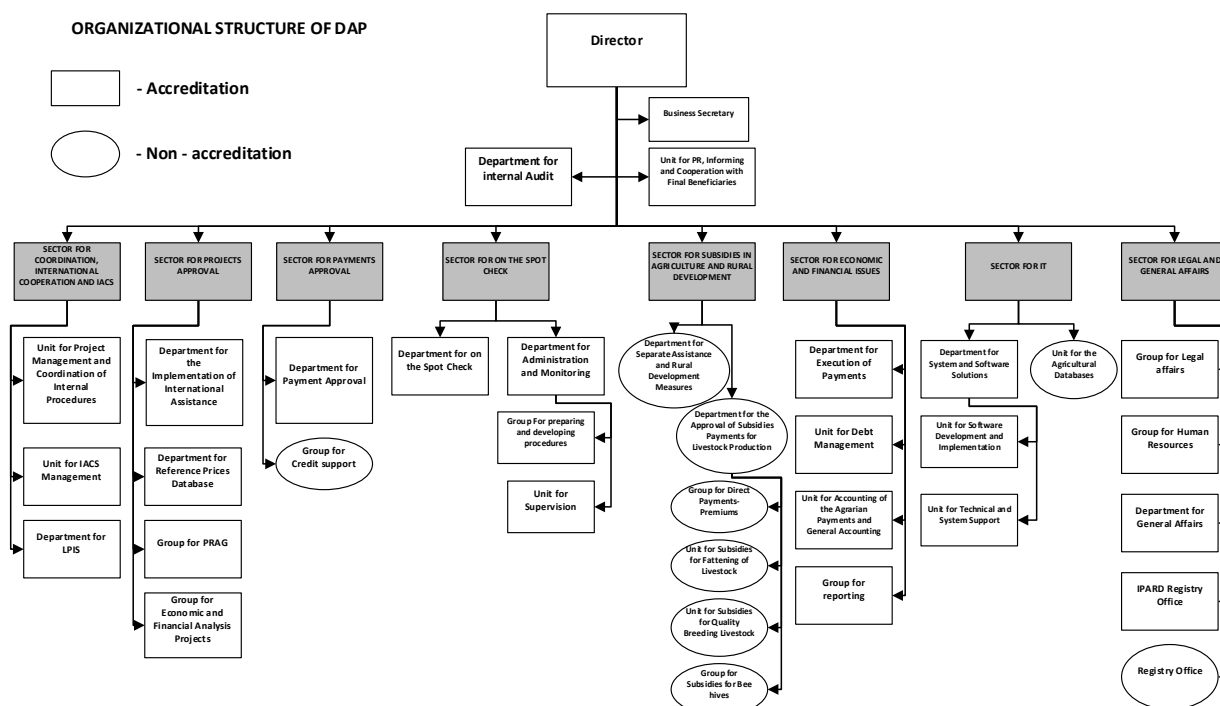 ORGANIZATIONAL STRUCTURE OF DAP
- Accreditation
- Non - accreditation
Director
Business Secretary
Department for
internal Audit
Unit for PR, Informing
and Cooperation with
Final Beneficiaries
SECTOR FOR
COORDINATION,
INTERNATIONAL
COOPERATION AND IACS
SECTOR FOR PROJECTS
APPROVAL
SECTOR FOR PAYMENTS
APPROVAL
SECTOR FOR ON THE SPOT
CHECK
SECTOR FOR SUBSIDIES IN
AGRICULTURE AND RURAL
DEVELOPMENT
SECTOR FOR ECONOMIC
AND FINANCIAL ISSUES
SECTOR FOR IT
SECTOR FOR LEGAL AND
GENERAL AFFAIRS
Unit for Project
Management and
Coordination of
Internal
Procedures
Unit for IACS
Management
Department for
LPIS
Department for
the
Implementation of
International
Assistance
Department for
Reference Prices
Database
Group for PRAG
Group for
Economic and
Financial Analysis
Projects
Department for
Payment Approval
Group for
Credit support
Department for on
the Spot Check
Department for
Administration
and Monitoring
Group For preparing
and developing
procedures
Unit for
Supervision
Department for
Separate Assistance
and Rural
Development
Measures
Department for the
Approval of Subsidies
Payments for
Livestock Production
Group for Direct
Payments-
Premiums
Unit for Subsidies
for Fattening of
Livestock
Unit for Subsidies
for Quality
Breeding Livestock
Group for
Subsidies for Bee
hives
Department for
Execution of
Payments
Unit for Debt
Management
Unit for Accounting of
the Agrarian
Payments and
General Accounting
Group for
reporting
Department for
System and Software
Solutions
Unit for the
Agricultural
Databases
Unit for Software
Development and
Implementation
Unit for Technical and
System Support
Group for Legal
affairs
Group for Human
Resources
Department for
General Affairs
IPARD Registry
Office
Registry Office